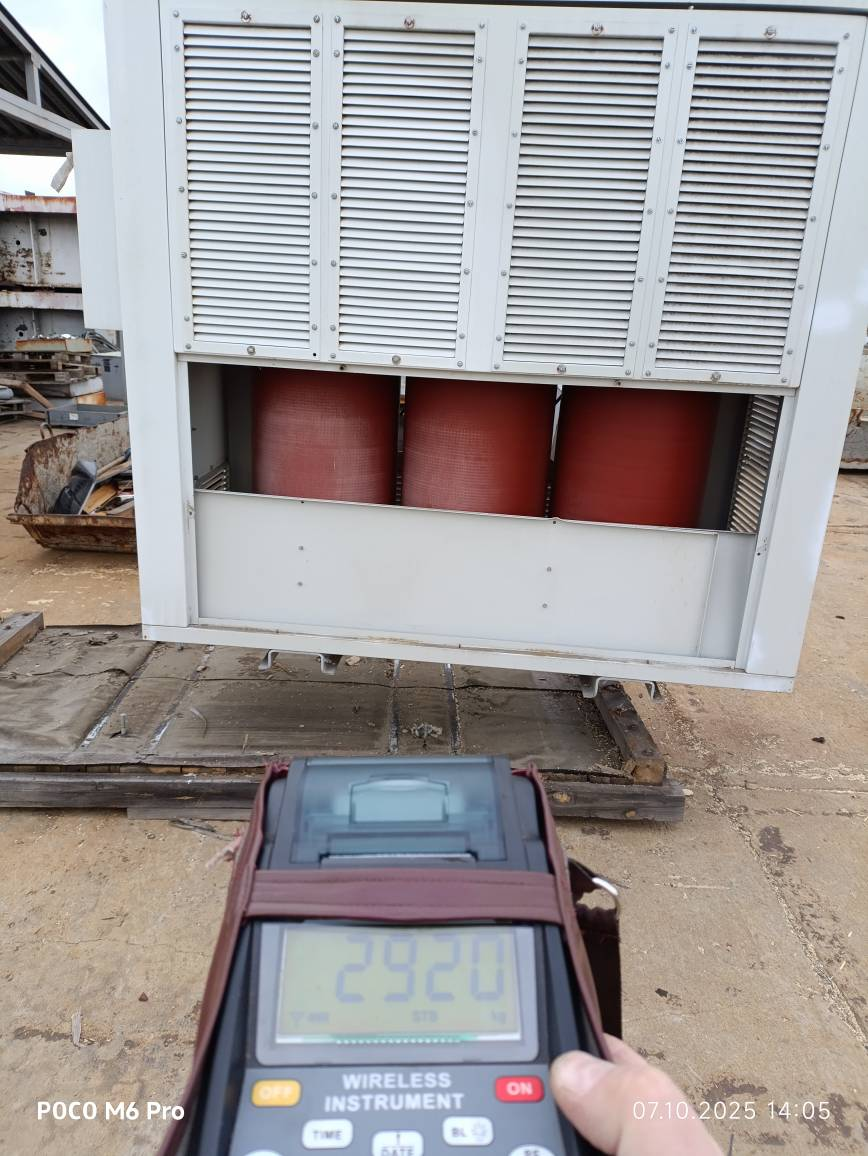 2920
STB kg
OFF
WIRELESS
INSTRUMENT
ON
TIME
DATE
BL
POCO M6 Pro
07.10.2025 14:05